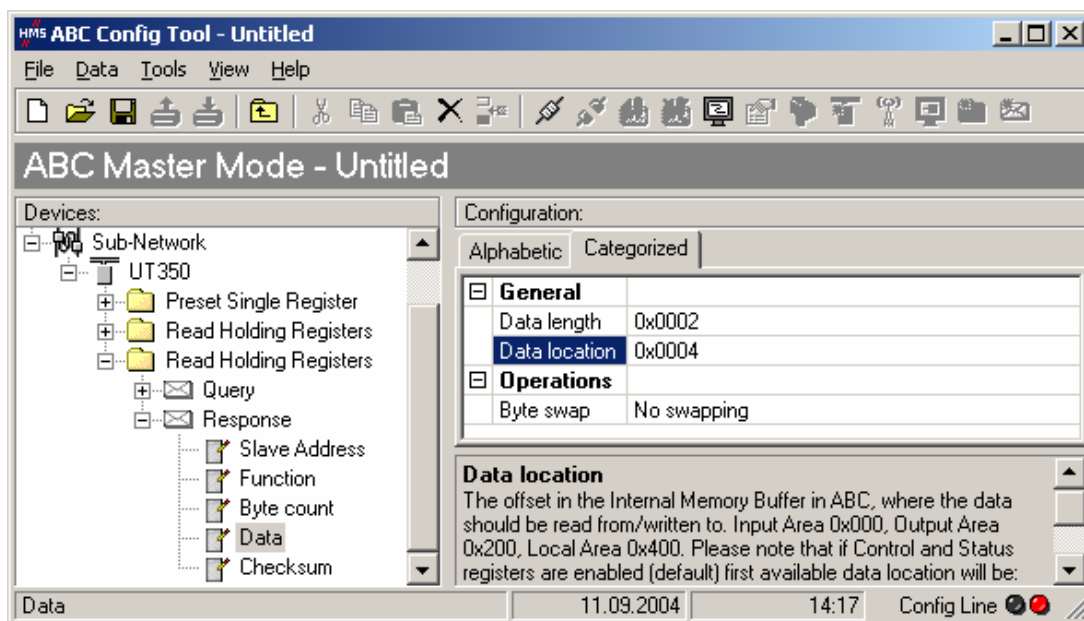 HMS ABC Config Tool - Untitled
File Data Tools View Help
ABC Master Mode - Untitled
Devices:
Sub-Network
UT350
Preset Single Register
Read Holding Registers
Read Holding Registers
Query
Response
Slave Address
Function
Byte count
Data
Checksum
Configuration:
Alphabetic Categorized
General
Data length 0x0002
Data location 0x0004
Operations
Byte swap No swapping
Data location
The offset in the Internal Memory Buffer in ABC, where the data
should be read from/written to. Input Area 0x000, Output Area
0x200, Local Area 0x400. Please note that if Control and Status
registers are enabled (default) first available data location will be:
Data 11.09.2004 14:17 Config Line